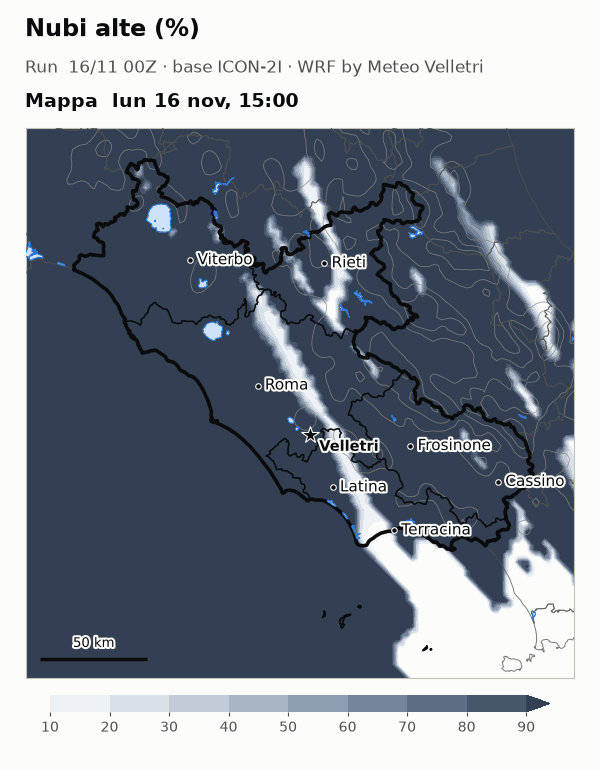 Nubi alte (%)
Run  16/11 00Z · base ICON-2I · WRF by Meteo Velletri
Mappa  lun 16 nov, 15:00
Viterbo
Rieti
Roma
Velletri
Frosinone
Latina
Cassino
Terracina
50 km
10 20 30 40 50 60 70 80 90